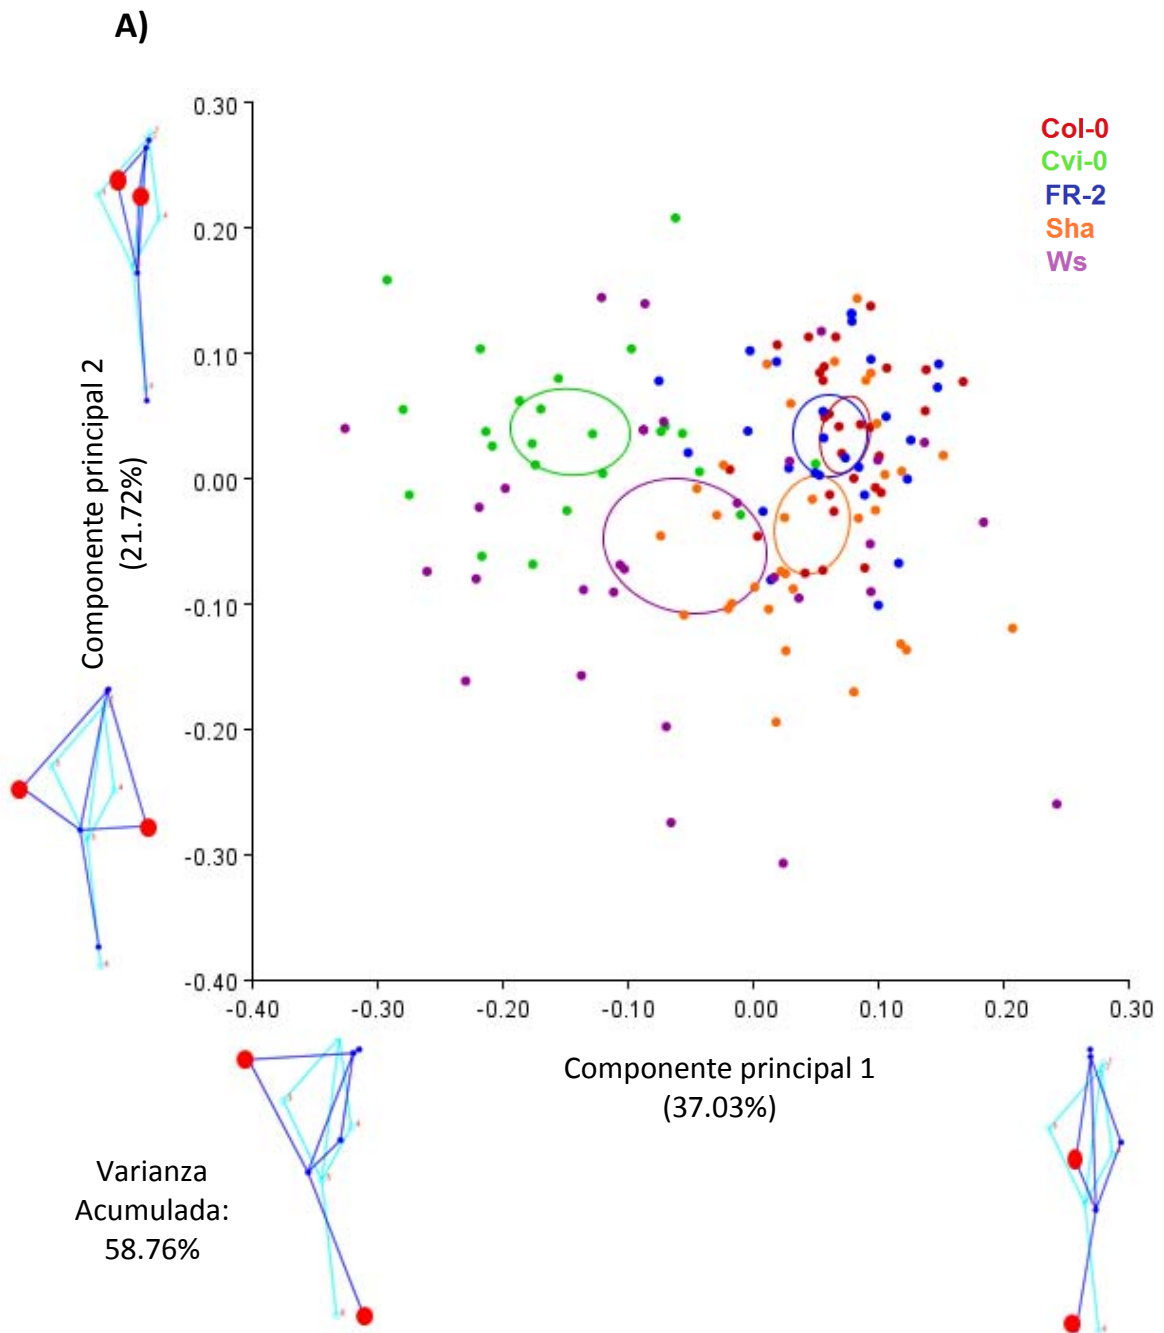 A)
0.30
0.20
0.10
0.00
-0.10
-0.20
-0.30
-0.40
Componente principal 2
(21.72%)
Col-0
Cvi-0
FR-2
Sha
Ws
-0.40
-0.30
-0.20
-0.10
0.00
0.10
0.20
0.30
Componente principal 1
(37.03%)
Varianza
Acumulada:
58.76%